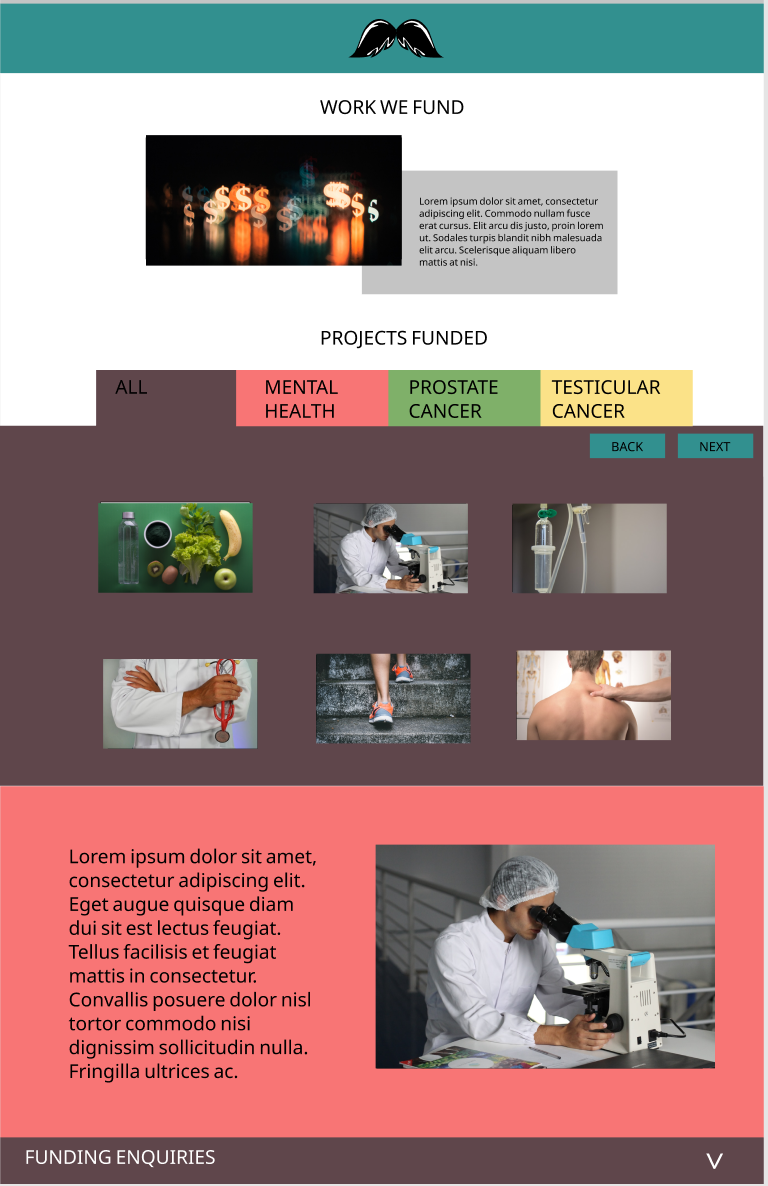 WORK WE FUND
Lorem ipsum dolor sit amet, consectetur
adipiscing elit. Commodo nullam fusce
erat cursus. Elit arcu dis justo, proin lorem
ut. Sodales turpis blandit nibh malesuada
elit arcu. Scelerisque aliquam libero
mattis at nisi.
PROJECTS FUNDED
ALL
MENTAL
HEALTH
PROSTATE
CANCER
TESTICULAR
CANCER
BACK
NEXT
Lorem ipsum dolor sit amet,
consectetur adipiscing elit.
Eget augue quisque diam
dui sit est lectus feugiat.
Tellus facilisis et feugiat
mattis in consectetur.
Convallis posuere dolor nisl
tortor commodo nisi
dignissim sollicitudin nulla.
Fringilla ultrices ac.
FUNDING ENQUIRIES
V